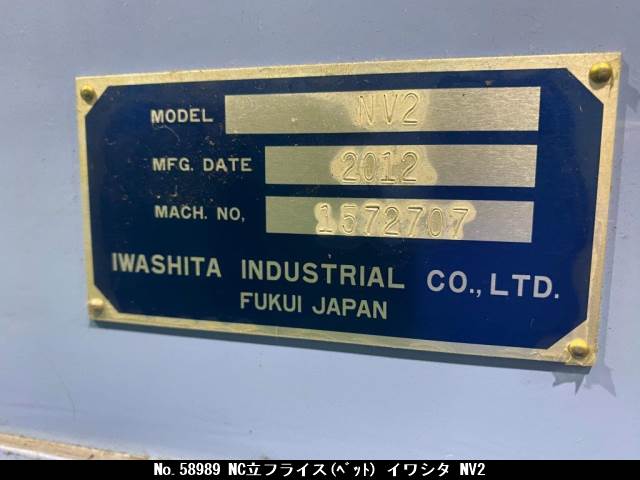 MODEL NV2
MFG. DATE 2012
MACH. NO, 1572707
IWASHITA INDUSTRIAL CO., LTD.
FUKUI JAPAN
No.58989 NC立フライス(ﾍﾞｯﾄ) イワシタ NV2